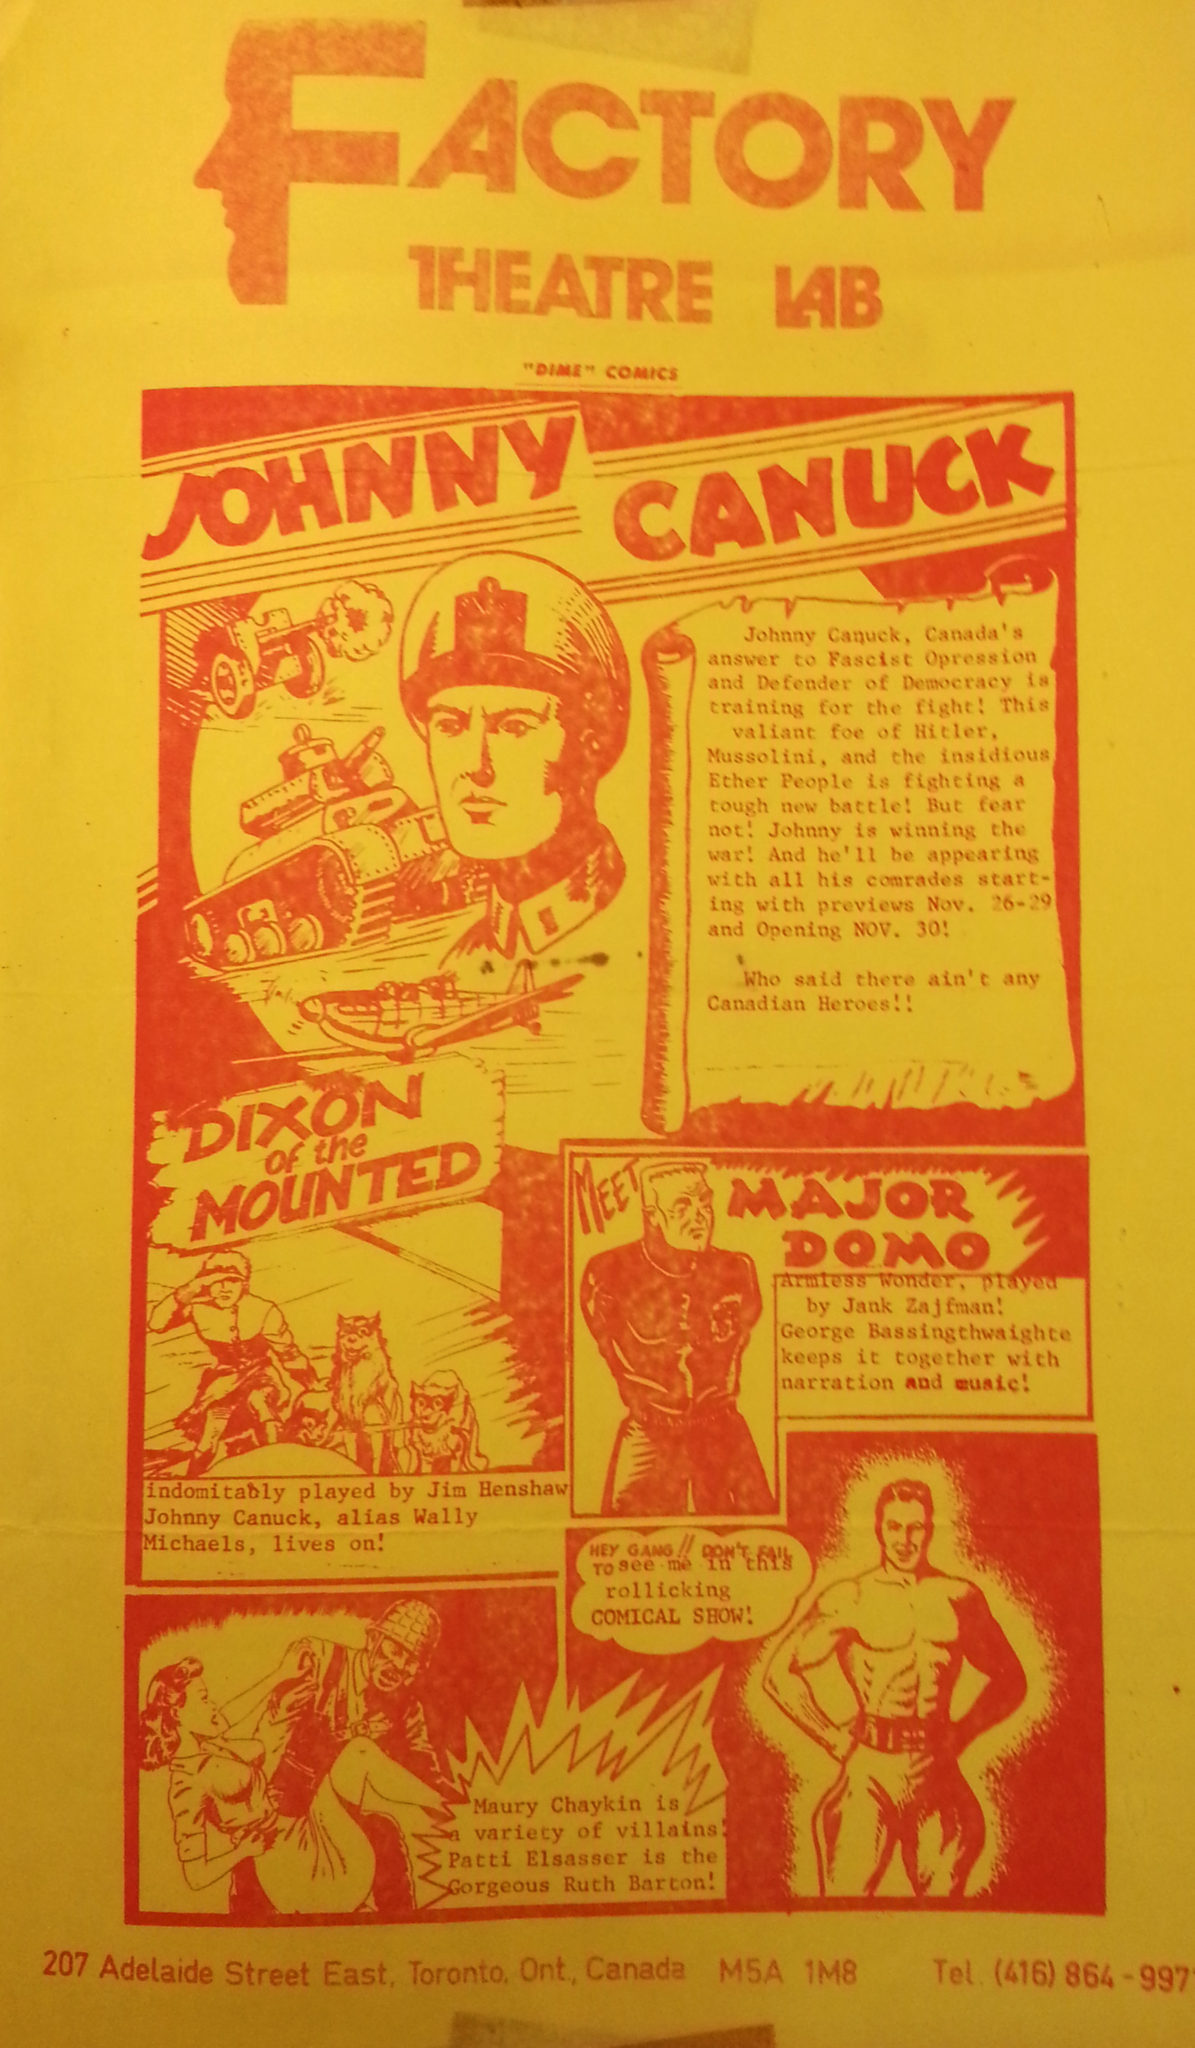 FACTORY
THEATRE LAB
"DIME" COMICS
JOHNNY CANUCK
Johnny Canuck, Canada's
answer to Fascist Opression
and Defender of Democracy is
training for the fight! This
valiant foe of Hitler,
Mussolini, and the insidious
Ether People is fighting a
tough new battle! But fear
not! Johnny is winning the
war! And he'll be appearing
with all his comrades start-
ing with previews Nov. 26-29
and Opening NOV. 30!
Who said there ain't any
Canadian Heroes!!
DIXON
of the
MOUNTED
indomitably played by Jim Henshaw
Johnny Canuck, alias Wally
Michaels, lives on!
MEET
MAJOR
DOMO
Armless Wonder, played
by Jank Zajfman!
George Bassingthwaighte
keeps it together with
narration and music!
HEY GANG!! DON'T FAIL
TO see me in this
rollicking
COMICAL SHOW!
Maury Chaykin is
a variety of villains!
Patti Elsasser is the
Gorgeous Ruth Barton!
207 Adelaide Street East, Toronto, Ont., Canada M5A 1M8 Tel. (416) 864-997